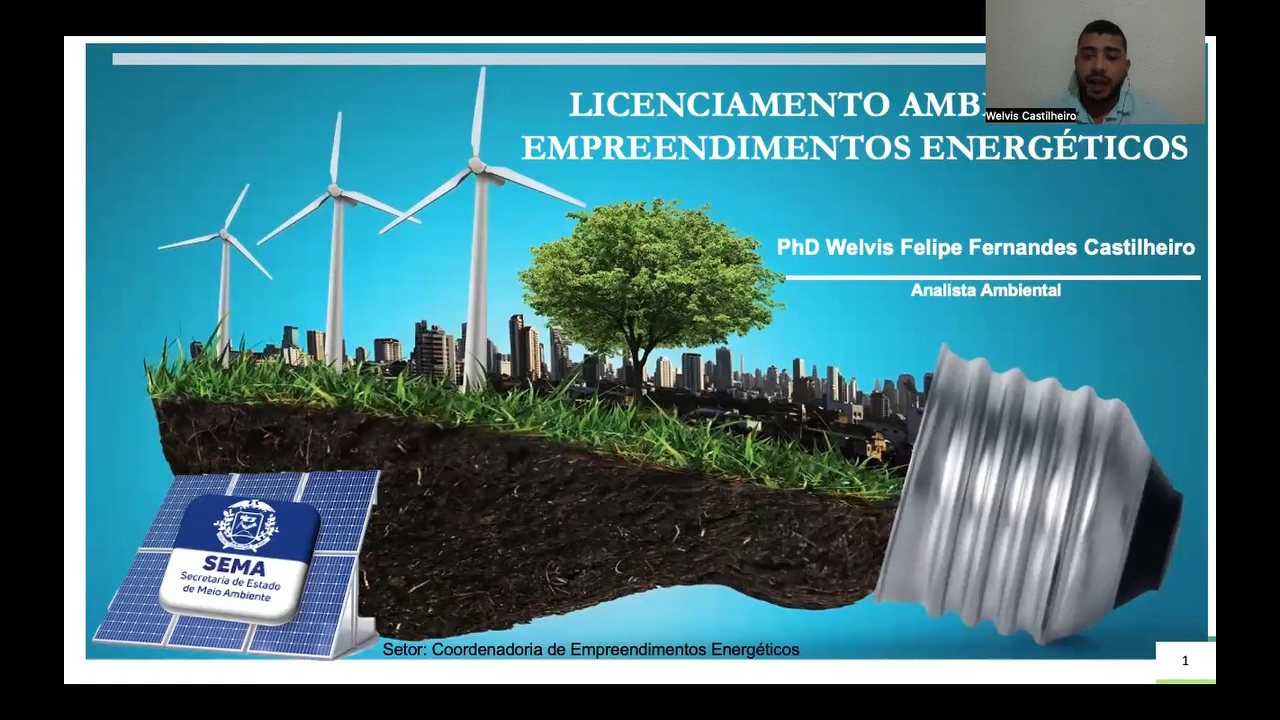 LICENCIAMENTO AMB
EMPREENDIMENTOS ENERGÉTICOS
Welvis Castilheiro
PhD Welvis Felipe Fernandes Castilheiro
Analista Ambiental
SEMA
Secretaria de Estado
de Meio Ambiente
Setor: Coordenadoria de Empreendimentos Energéticos
1